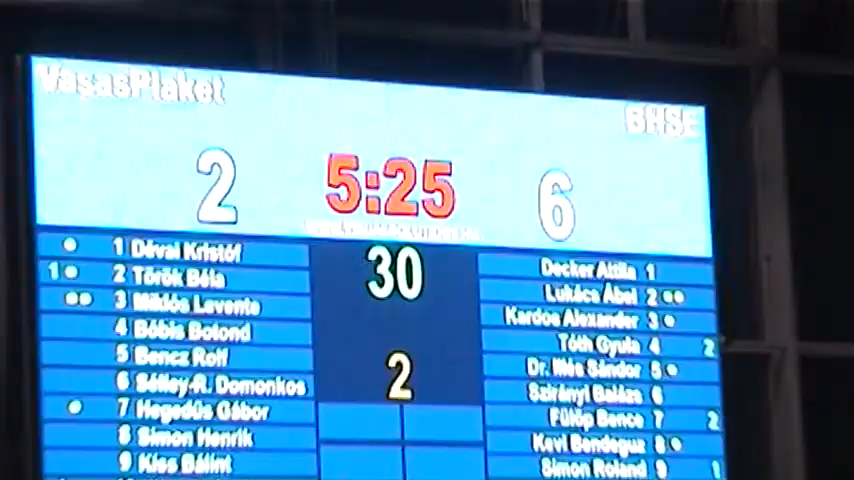 VasasPlaket
BHSE
2 5:25 6
30
2
1 Dévai Kristóf
1 2 Török Béla
3 Miklós Levente
4 Bóbis Botond
5 Bencz Rolf
6 Domonkos
7 Hegedűs Gábor
8 Simon Henrik
9 Kiss Bálint
Decker Attila 1
Lukács Ábel 2
Kardos Alexander 3
Tóth Gyula 4 2
Dr. Illés Sándor 5
Szirányi Balázs 6
Fülöp Bence 7 2
Kevi Bendeguz 8
Simon Roland 9 1